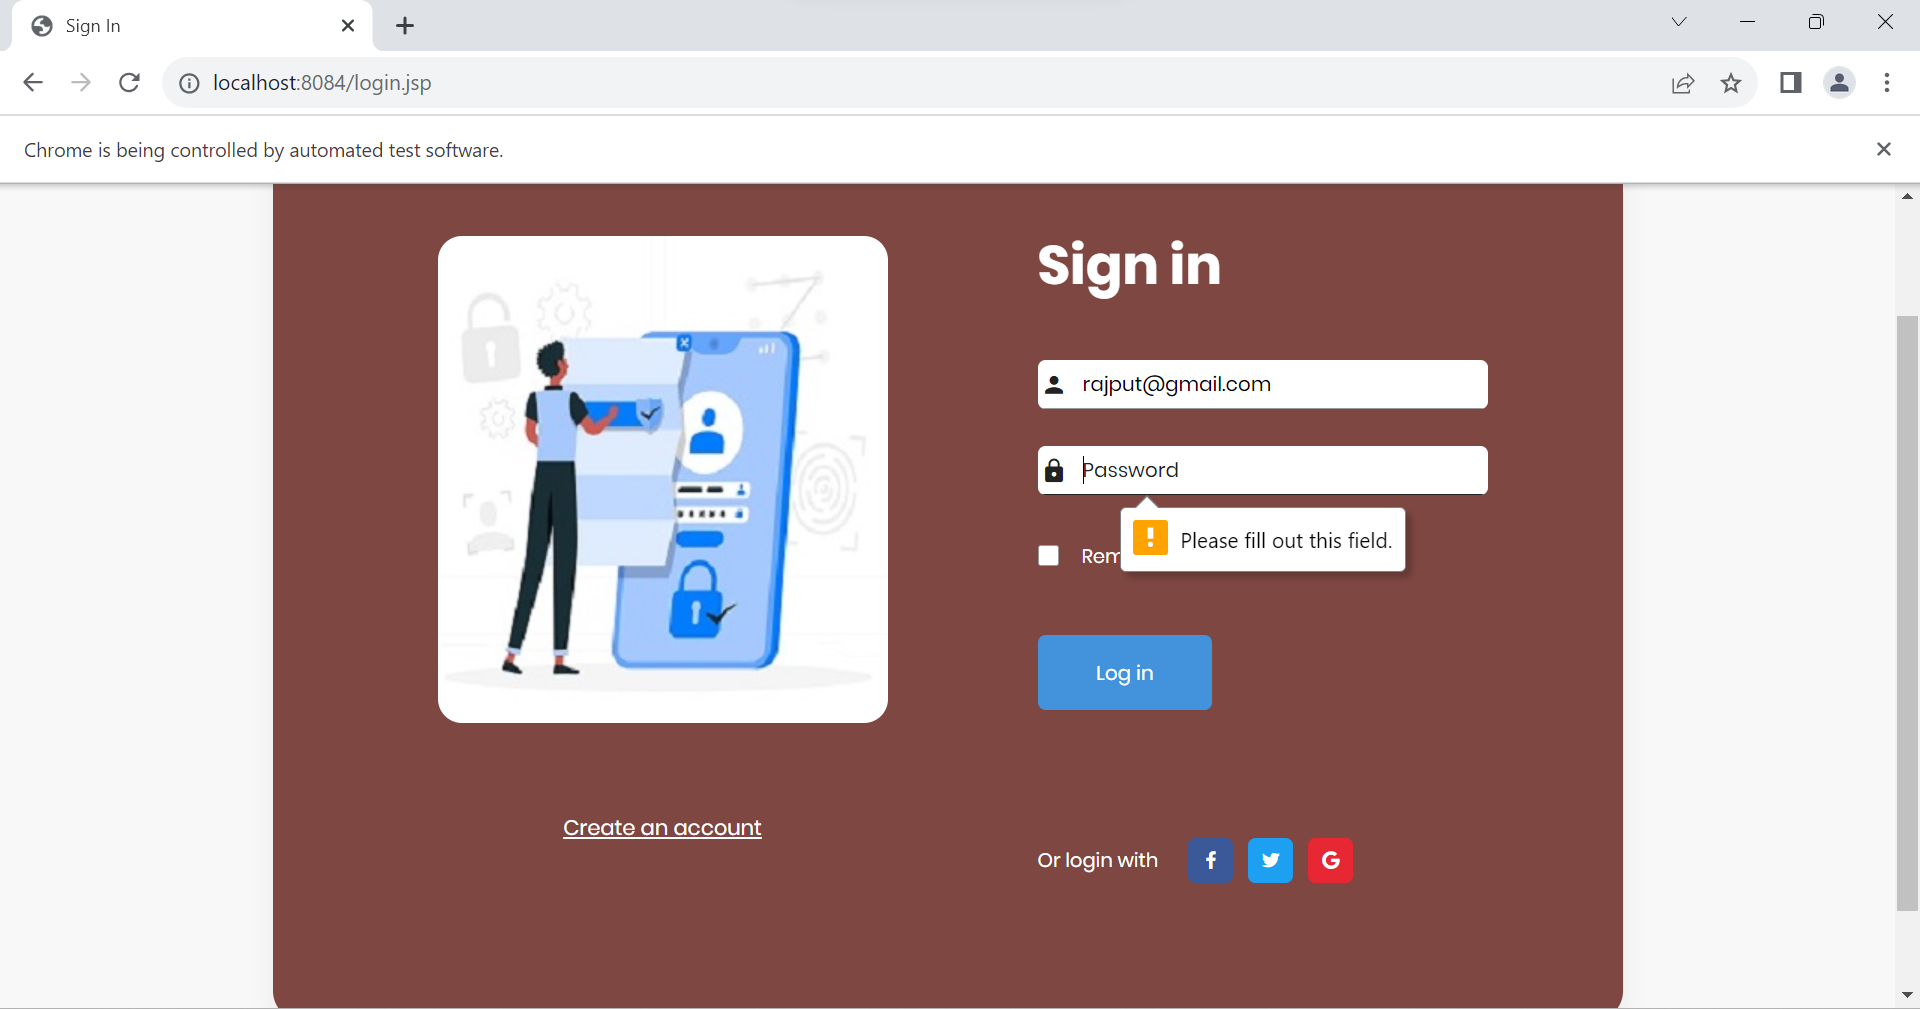 Sign In
localhost:8084/login.jsp
Chrome is being controlled by automated test software.
Sign in
rajput@gmail.com
Password
Please fill out this field.
Rem
Log in
Create an account
Or login with